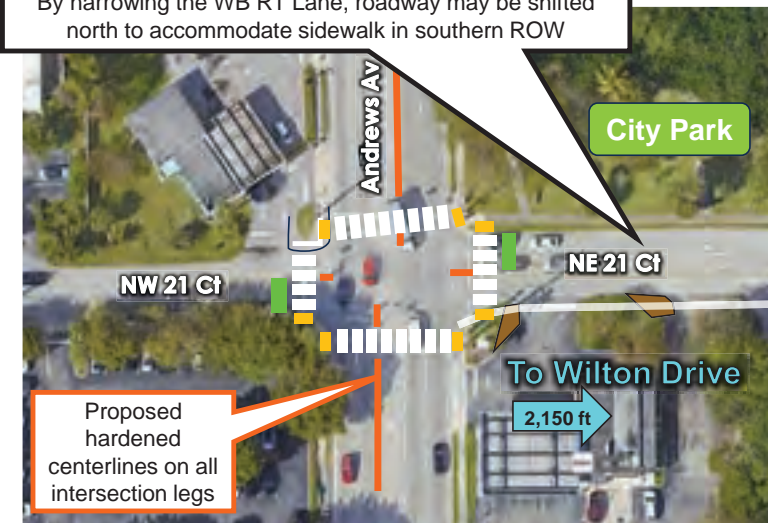 By narrowing the WB RT Lane, roadway may be shifted
north to accommodate sidewalk in southern ROW
Andrews Av
City Park
NW 21 Ct
NE 21 Ct
To Wilton Drive
2,150 ft
Proposed
hardened
centerlines on all
intersection legs